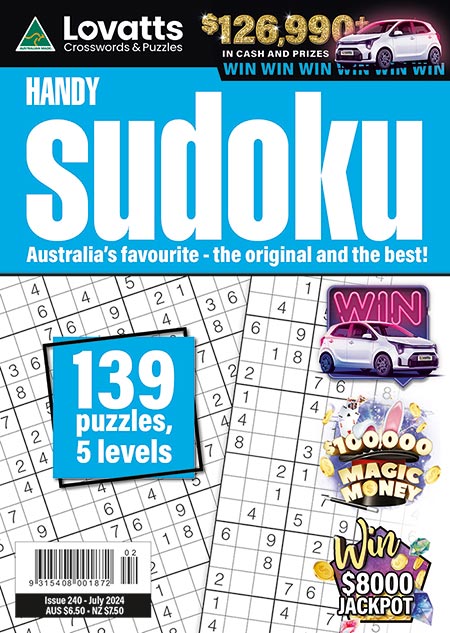 AUSTRALIAN MADE
Lovatts
Crosswords & Puzzles
$126,990+
IN CASH AND PRIZES
WIN WIN WIN WIN WIN WIN
HANDY
sudoku
Australia's favourite - the original and the best!
WIN
139
puzzles,
5 levels
$100,000
MAGIC
MONEY
Win
$8000
JACKPOT
02
9 315408 001872
Issue 240 - July 2024
AUS $6.50 - NZ $7.50